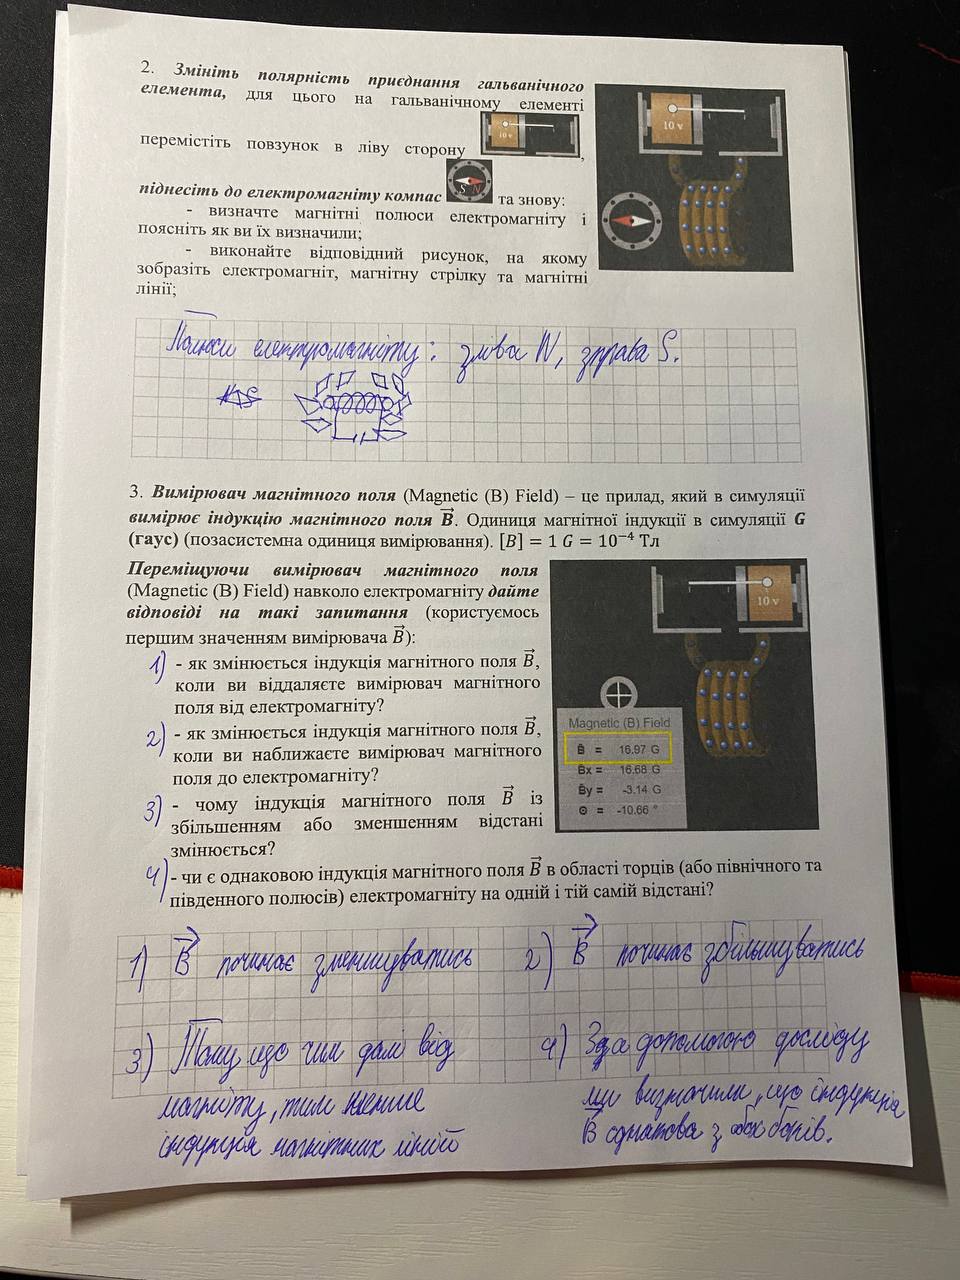 2. Змініть полярність приєднання гальванічного
елемента, для цього на гальванічному елементі
10 v
перемістіть повзунок в ліву сторону
10 v
,
піднесіть до електромагніту компас
S N
та знову:
- визначте магнітні полюси електромагніту і
поясніть як ви їх визначили;
- виконайте відповідний рисунок, на якому
зобразіть електромагніт, магнітну стрілку та магнітні
лінії;
Полюси електромагніту: зліва N, зправа S.
3. Вимірювач магнітного поля (Magnetic (B) Field) – це прилад, який в симуляції
вимірює індукцію магнітного поля B⃗. Одиниця магнітної індукції в симуляції G
(гаус) (позасистемна одиниця вимірювання). [B] = 1 G = 10⁻⁴ Тл
Переміщуючи вимірювач магнітного поля
(Magnetic (B) Field) навколо електромагніту дайте
відповіді на такі запитання (користуємось
першим значенням вимірювача B⃗):
10 v
1) - як змінюється індукція магнітного поля B⃗,
коли ви віддаляєте вимірювач магнітного
поля від електромагніту?
2) - як змінюється індукція магнітного поля B⃗,
коли ви наближаєте вимірювач магнітного
поля до електромагніту?
3) - чому індукція магнітного поля B⃗ із
збільшенням або зменшенням відстані
змінюється?
Magnetic (B) Field
B = 16.97 G
Bx = 16.68 G
By = -3.14 G
Θ = -10.66 °
4) - чи є однаковою індукція магнітного поля B⃗ в області торців (або північного та
південного полюсів) електромагніту на одній і тій самій відстані?
1) B⃗ починає зменшуватись
2) B⃗ починає збільшуватись
3) Тому що чим далі від
магніту, тим менше
індукція магнітних ліній
4) За допомогою досліду
ми визначили, що індукція
B⃗ однакова з обох боків.